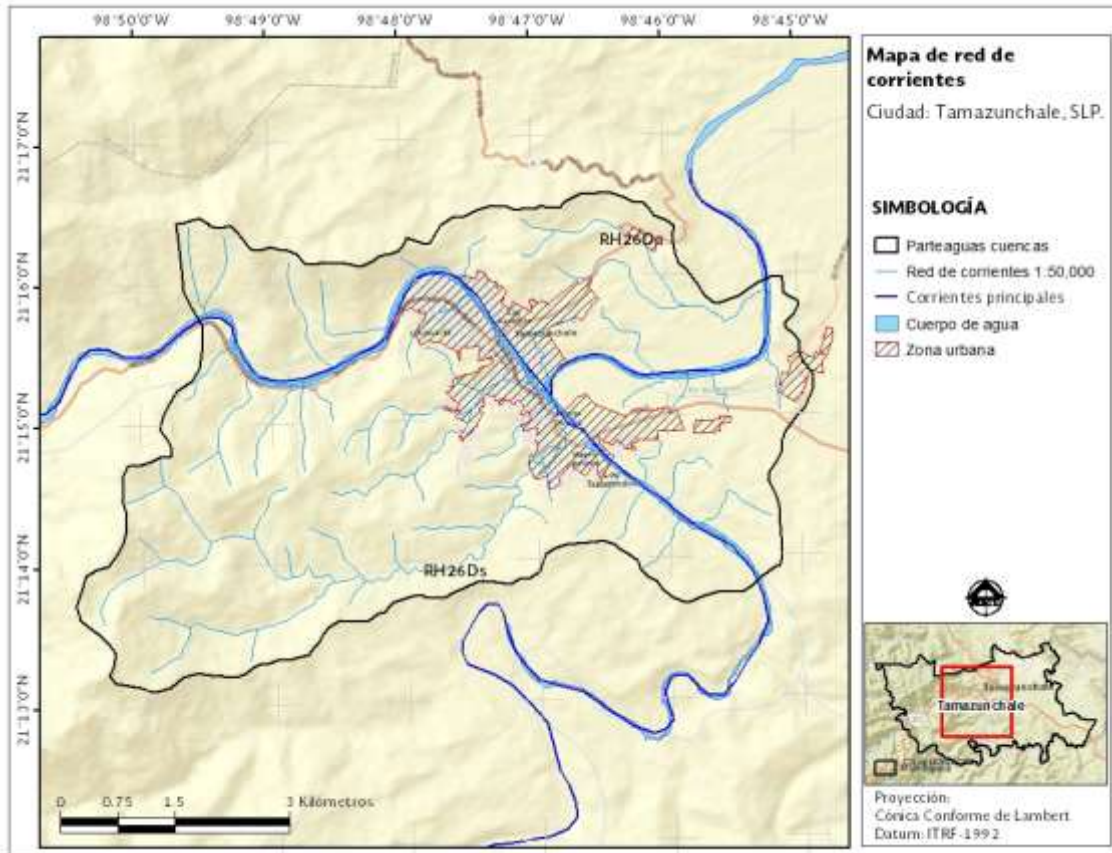 98°50'0"W 98°49'0"W 98°48'0"W 98°47'0"W 98°46'0"W 98°45'0"W
21°17'0"N
21°16'0"N
21°15'0"N
21°14'0"N
21°13'0"N
RH26Dp
Tamazunchale
RH26Ds
0 0.75 1.5 3 Kilómetros
Mapa de red de
corrientes
Ciudad: Tamazunchale, SLP.
SIMBOLOGÍA
Parteaguas cuencas
Red de corrientes 1:50,000
Corrientes principales
Cuerpo de agua
Zona urbana
Tamazunchale
Tamazunchale
Proyección:
Cónica Conforme de Lambert
Datum: ITRF-1992